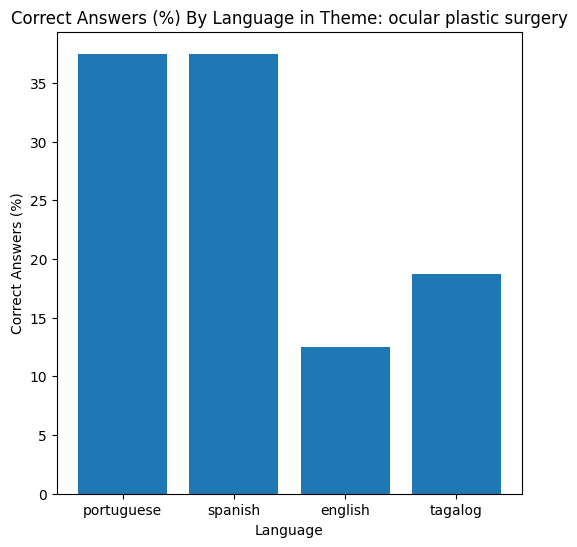 Correct Answers (%) By Language in Theme: ocular plastic surgery
Correct Answers (%)
35
30
25
20
15
10
5
0
portuguese spanish english tagalog
Language